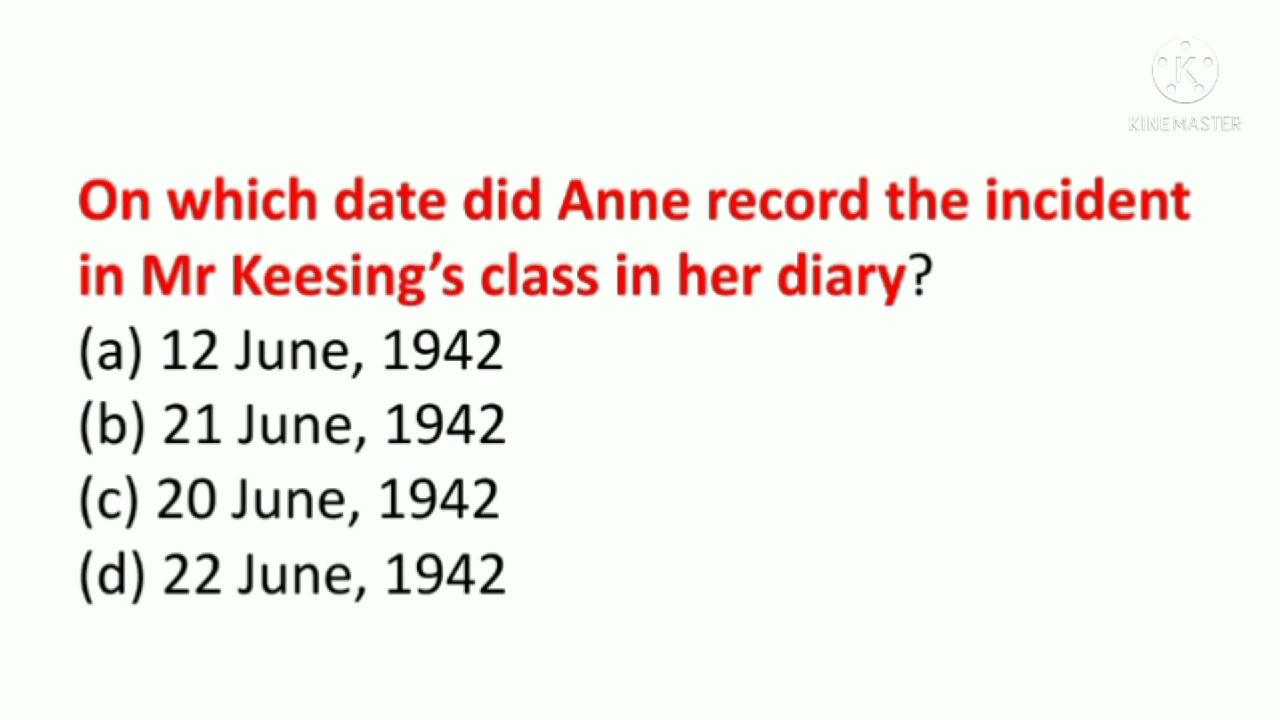 K
KINEMASTER
On which date did Anne record the incident
in Mr Keesing’s class in her diary?
(a) 12 June, 1942
(b) 21 June, 1942
(c) 20 June, 1942
(d) 22 June, 1942